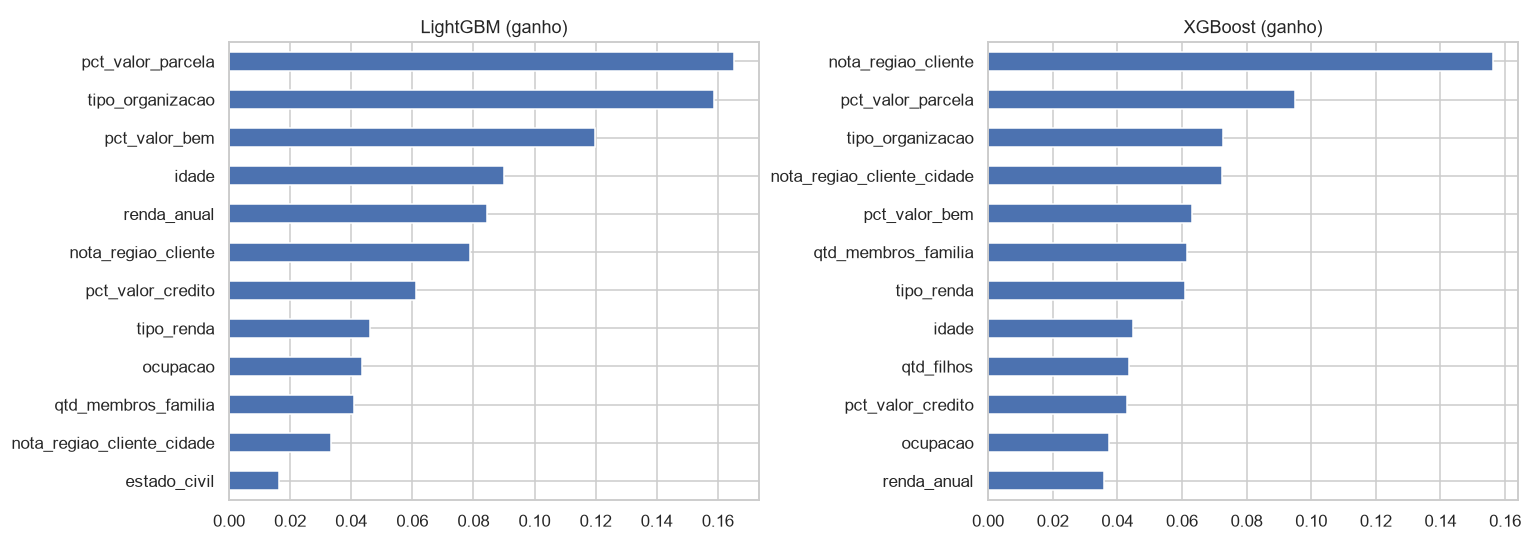 LightGBM (ganho)
pct_valor_parcela
tipo_organizacao
pct_valor_bem
idade
renda_anual
nota_regiao_cliente
pct_valor_credito
tipo_renda
ocupacao
qtd_membros_familia
nota_regiao_cliente_cidade
estado_civil
0.00 0.02 0.04 0.06 0.08 0.10 0.12 0.14 0.16
XGBoost (ganho)
nota_regiao_cliente
pct_valor_parcela
tipo_organizacao
nota_regiao_cliente_cidade
pct_valor_bem
qtd_membros_familia
tipo_renda
idade
qtd_filhos
pct_valor_credito
ocupacao
renda_anual
0.00 0.02 0.04 0.06 0.08 0.10 0.12 0.14 0.16